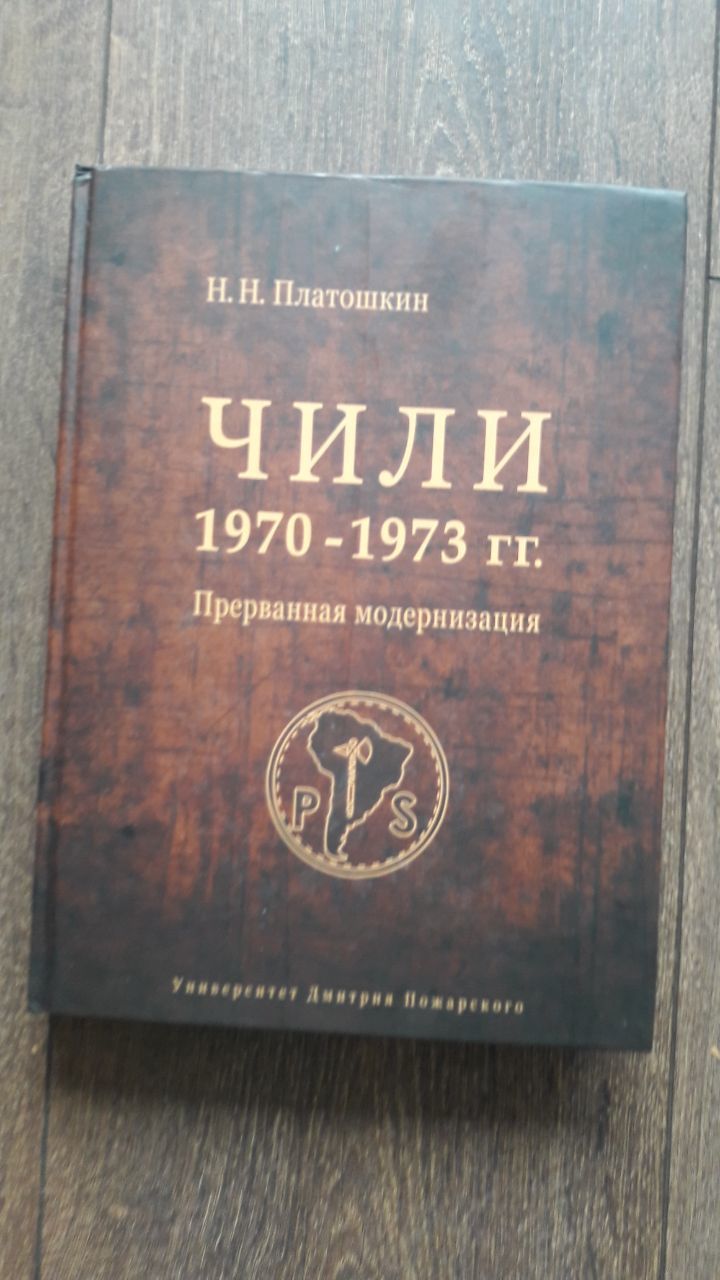 Н. Н. Платошкин
ЧИЛИ
1970 - 1973 гг.
Прерванная модернизация
P S
Университет Дмитрия Пожарского